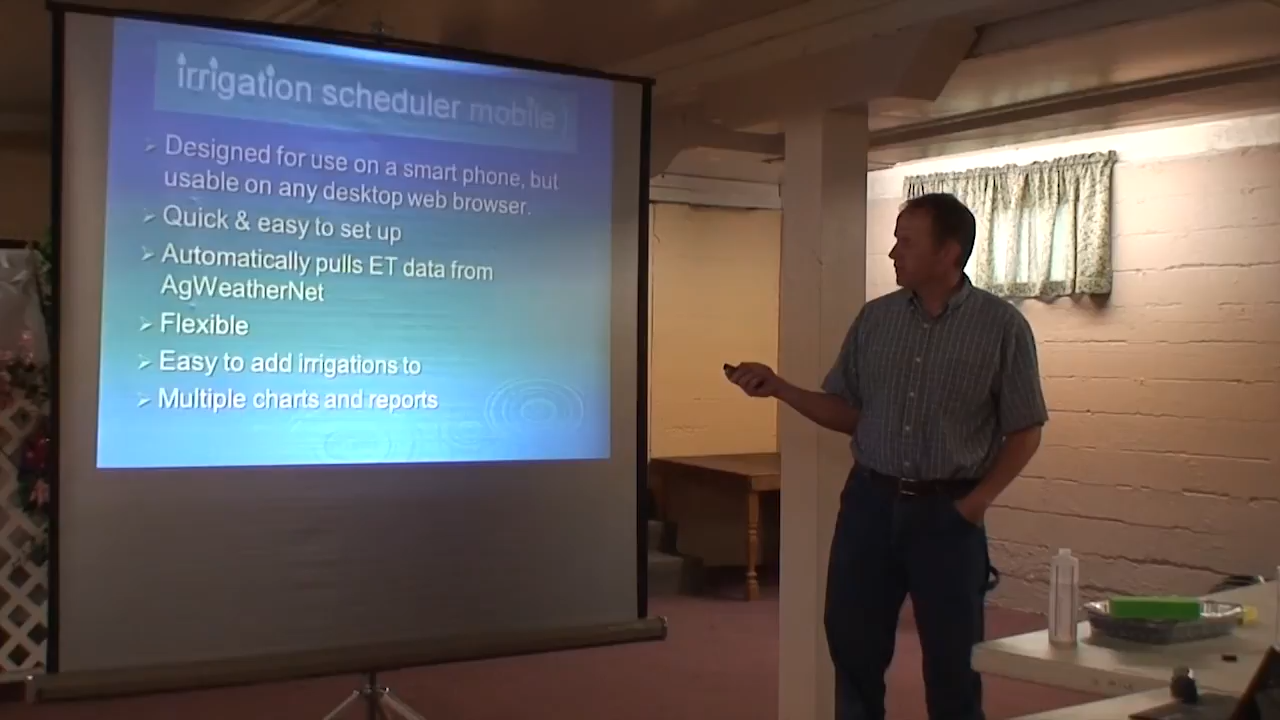 irrigation scheduler mobile
Designed for use on a smart phone, but
usable on any desktop web browser.
Quick & easy to set up
Automatically pulls ET data from
AgWeatherNet
Flexible
Easy to add irrigations to
Multiple charts and reports